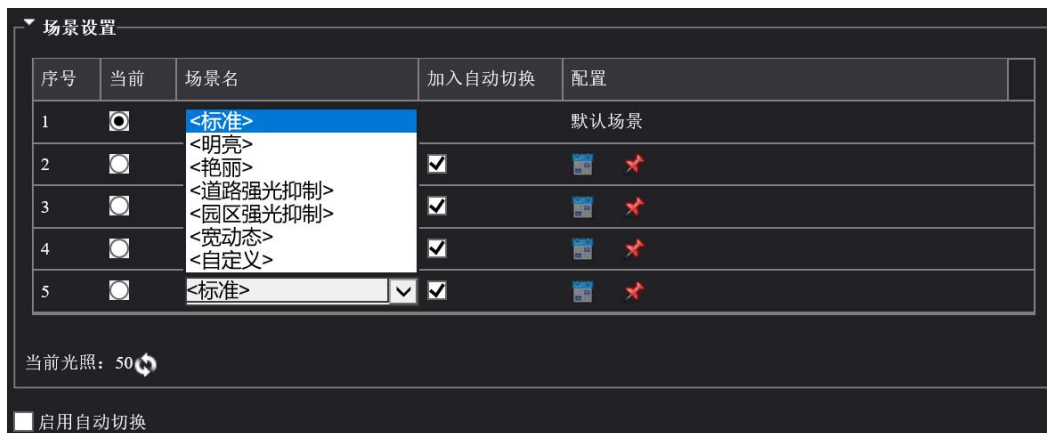 场景设置
序号 当前 场景名 加入自动切换 配置
1 <标准> 默认场景
<明亮>
2 <艳丽>
<道路强光抑制>
3 <园区强光抑制>
4 <宽动态>
<自定义>
5 <标准>
当前光照：50
启用自动切换